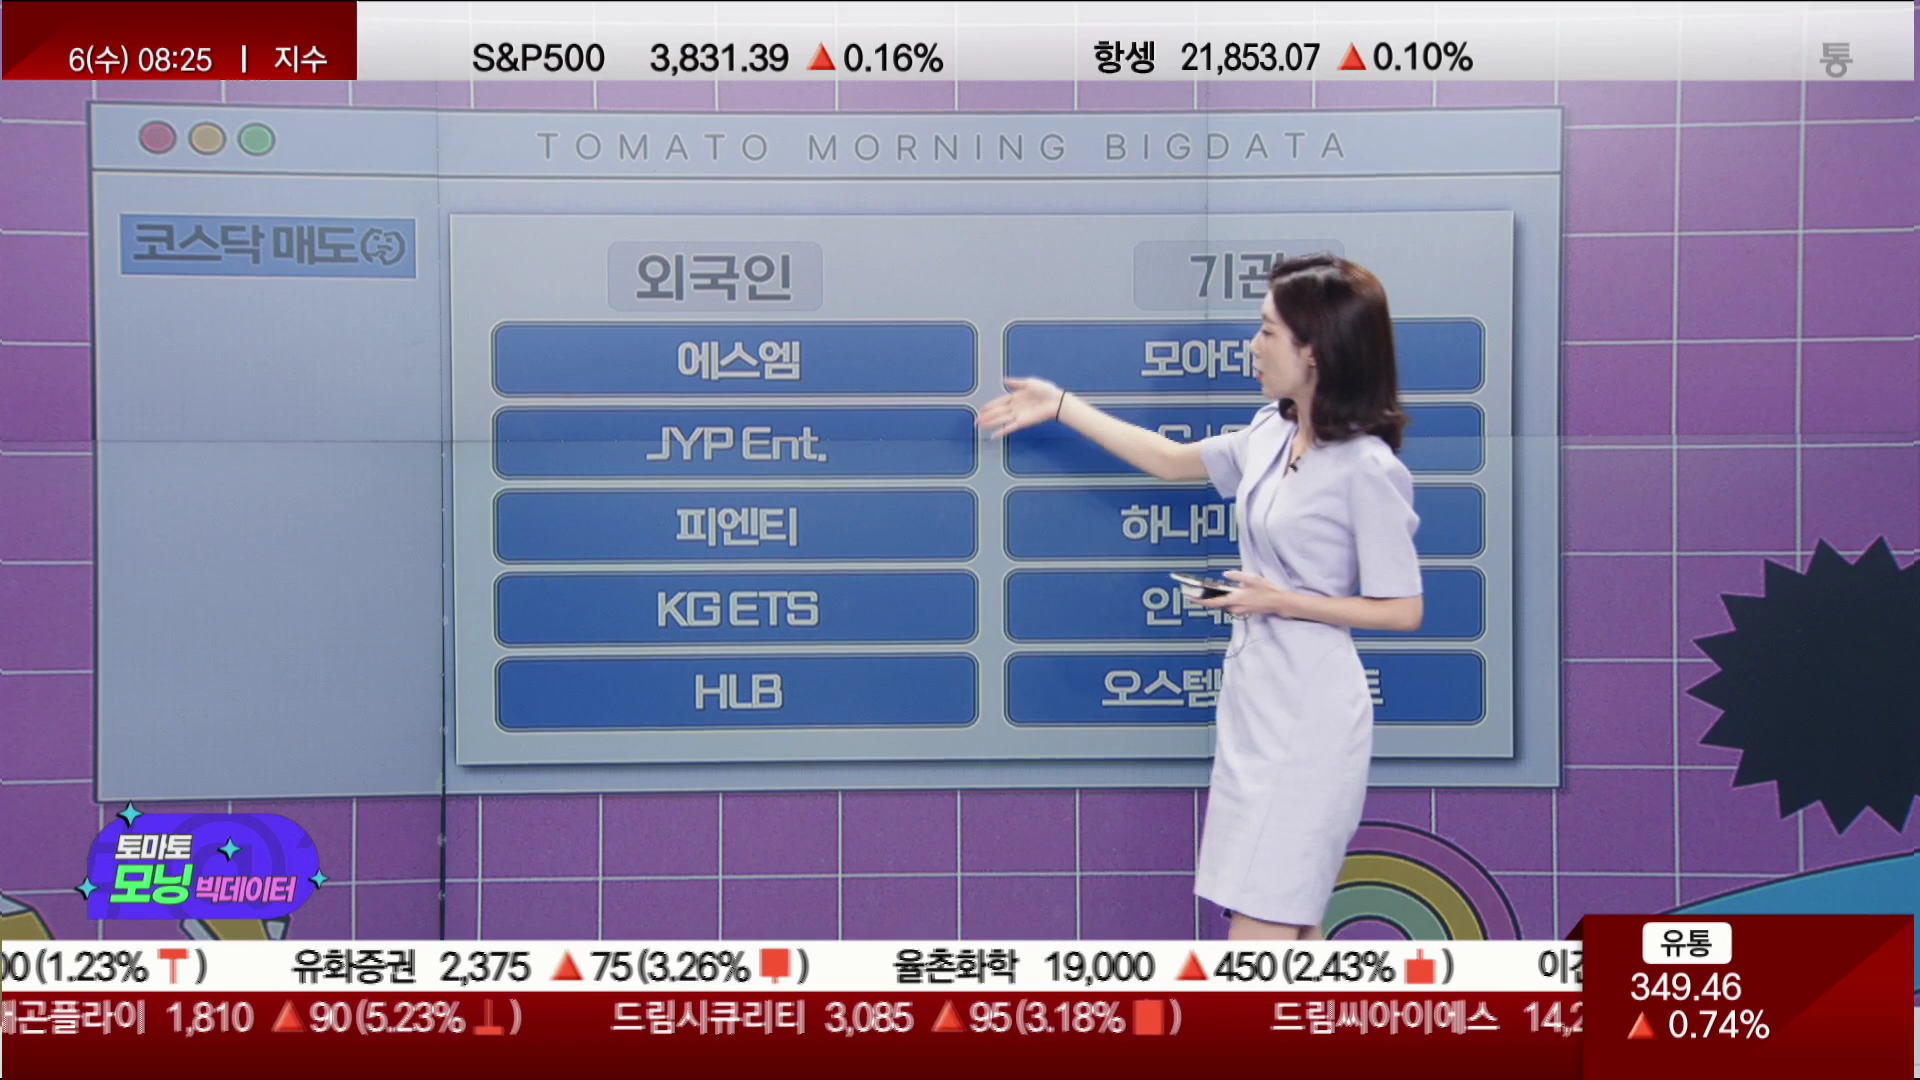 6(수) 08:25 | 지수
S&P500 3,831.39 ▲0.16%
항셍 21,853.07 ▲0.10%
통
TOMATO MORNING BIGDATA
코스닥 매도
외국인
에스엠
JYP Ent.
피엔티
KG ETS
HLB
기관
모아데
하나마
오스템
토마토
모닝 빅데이터
00(1.23% )
유화증권 2,375 ▲75(3.26% )
율촌화학 19,000 ▲450(2.43% )
유통
349.46
▲ 0.74%
곤플라이 1,810 ▲90(5.23% )
드림시큐리티 3,085 ▲95(3.18% )
드림씨아이에스 14,2